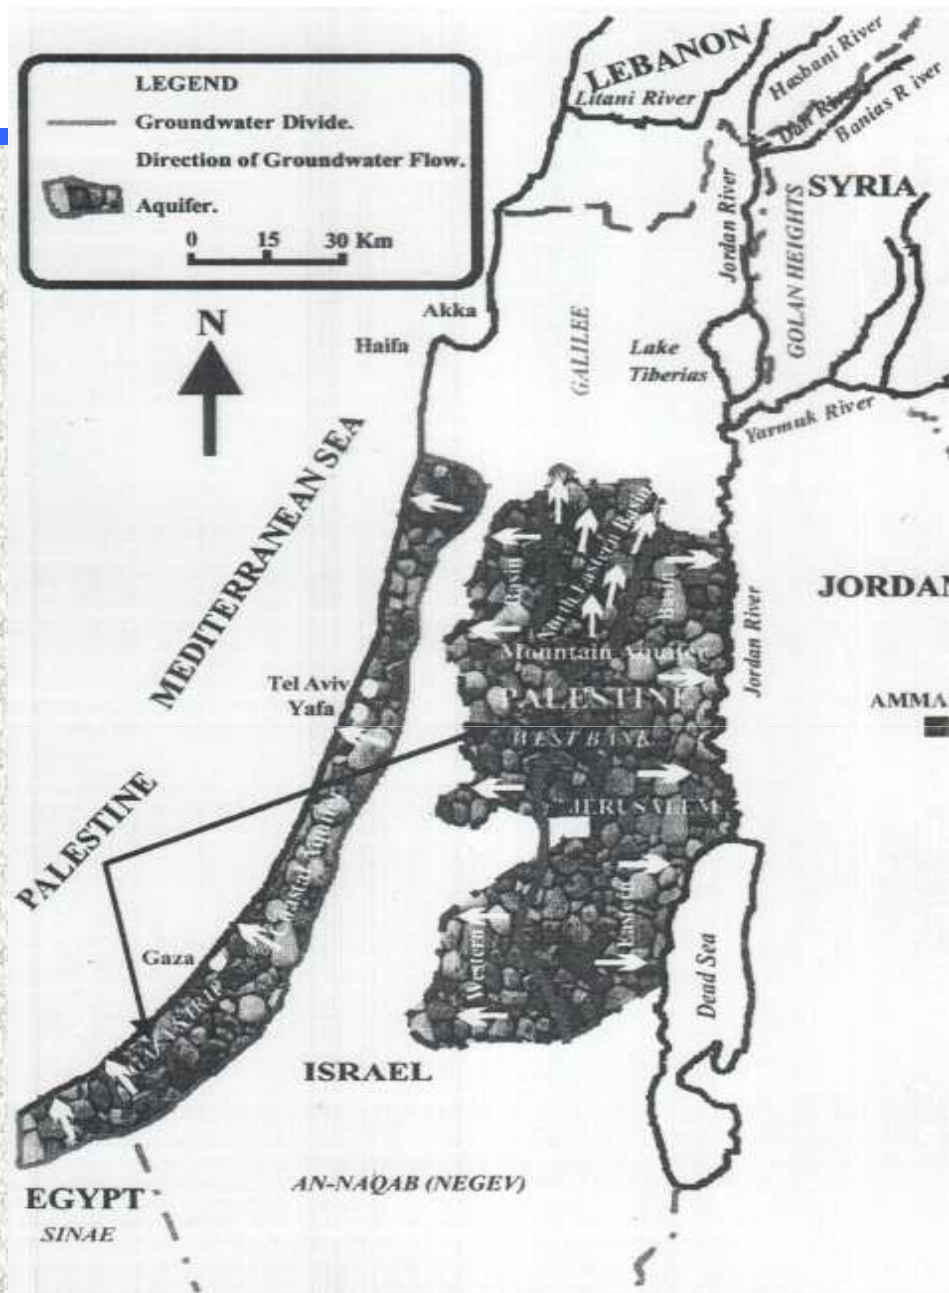 LEGEND
Groundwater Divide.
Direction of Groundwater Flow.
Aquifer.
0 15 30 Km
N
LEBANON
Litani River
Hasbani River
Dan River
Banias River
SYRIA
Jordan River
GOLAN HEIGHTS
Akka
Haifa
GALILEE
Lake
Tiberias
Yarmuk River
MEDITERRANEAN SEA
Basin
North Eastern Basin
Basin
Mountain Aquifer
JORDAN
Jordan River
Tel Aviv
Yafa
PALESTINE
WEST BANK
AMMA
JERUSALEM
PALESTINE
Coastal Aquifer
Gaza
Western
Eastern
Dead Sea
GAZA STRIP
ISRAEL
AN-NAQAB (NEGEV)
EGYPT
SINAE